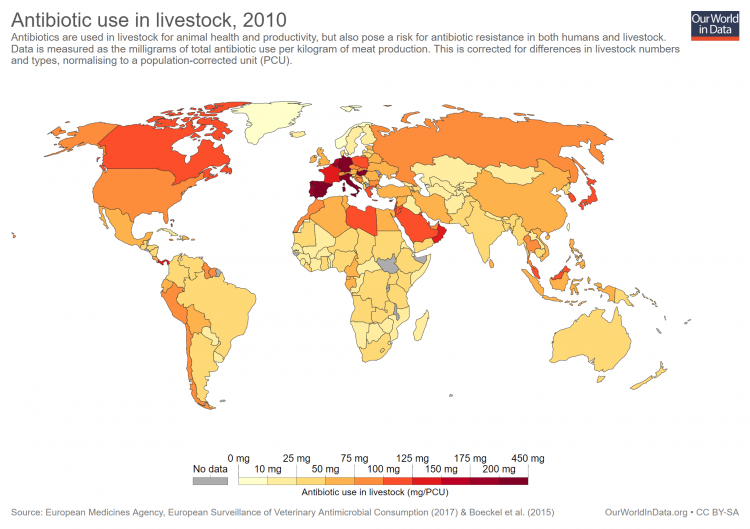 Antibiotic use in livestock, 2010
Our World
in Data
Antibiotics are used in livestock for animal health and productivity, but also pose a risk for antibiotic resistance in both humans and livestock.
Data is measured as the milligrams of total antibiotic use per kilogram of meat production. This is corrected for differences in livestock numbers
and types, normalising to a population-corrected unit (PCU).
0 mg 25 mg 75 mg 125 mg 175 mg 450 mg
No data 10 mg 50 mg 100 mg 150 mg 200 mg
Antibiotic use in livestock (mg/PCU)
Source: European Medicines Agency, European Surveillance of Veterinary Antimicrobial Consumption (2017) & Boeckel et al. (2015)
OurWorldInData.org • CC BY-SA